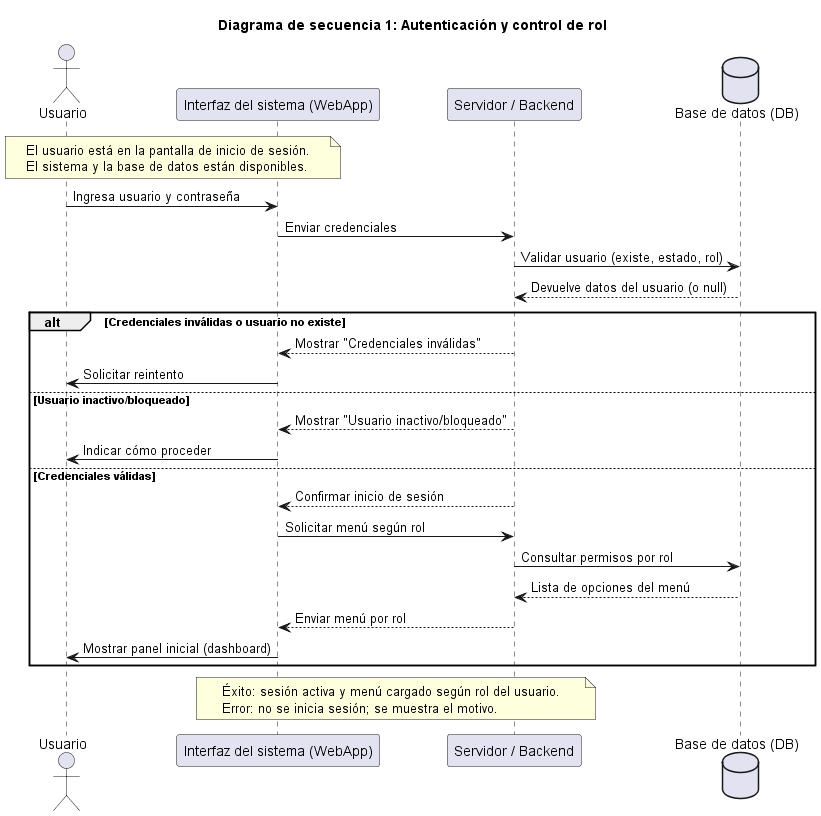 Diagrama de secuencia 1: Autenticación y control de rol
Usuario
Interfaz del sistema (WebApp)
Servidor / Backend
Base de datos (DB)
El usuario está en la pantalla de inicio de sesión.
El sistema y la base de datos están disponibles.
Ingresa usuario y contraseña
Enviar credenciales
Validar usuario (existe, estado, rol)
Devuelve datos del usuario (o null)
alt
[Credenciales inválidas o usuario no existe]
Mostrar "Credenciales inválidas"
Solicitar reintento
[Usuario inactivo/bloqueado]
Mostrar "Usuario inactivo/bloqueado"
Indicar cómo proceder
[Credenciales válidas]
Confirmar inicio de sesión
Solicitar menú según rol
Consultar permisos por rol
Lista de opciones del menú
Enviar menú por rol
Mostrar panel inicial (dashboard)
Éxito: sesión activa y menú cargado según rol del usuario.
Error: no se inicia sesión; se muestra el motivo.
Usuario
Interfaz del sistema (WebApp)
Servidor / Backend
Base de datos (DB)